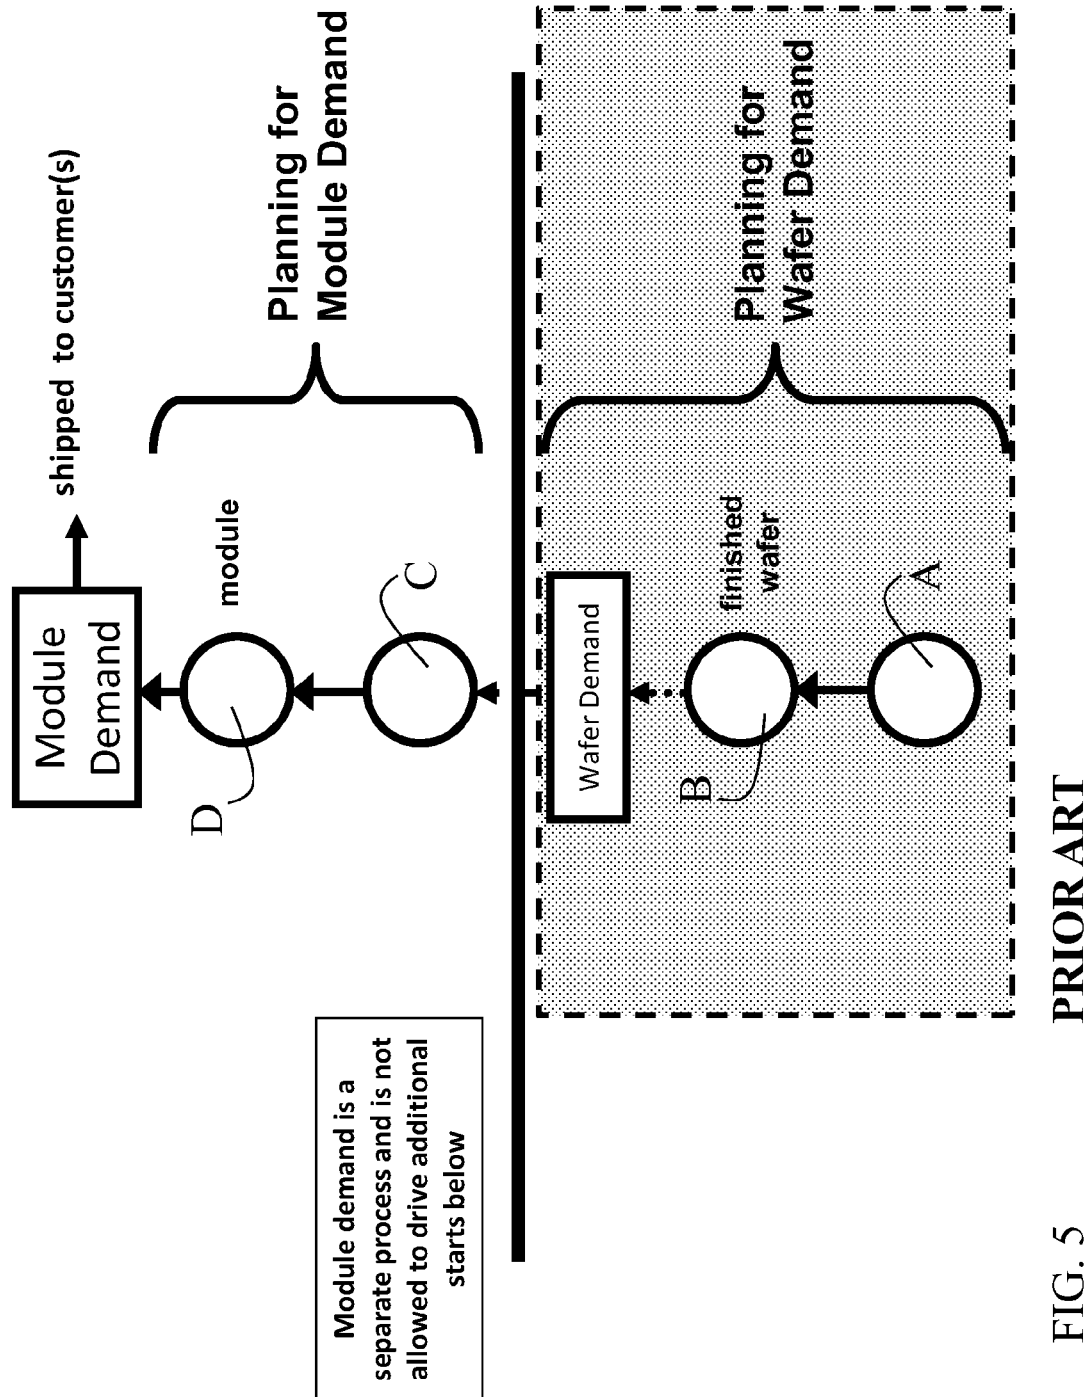 Module
Demand
shipped to customer(s)
D
module
C
Planning for
Module Demand
Module demand is a
separate process and is not
allowed to drive additional
starts below
Wafer Demand
B
finished
wafer
A
Planning for
Wafer Demand
FIG. 5
PRIOR ART